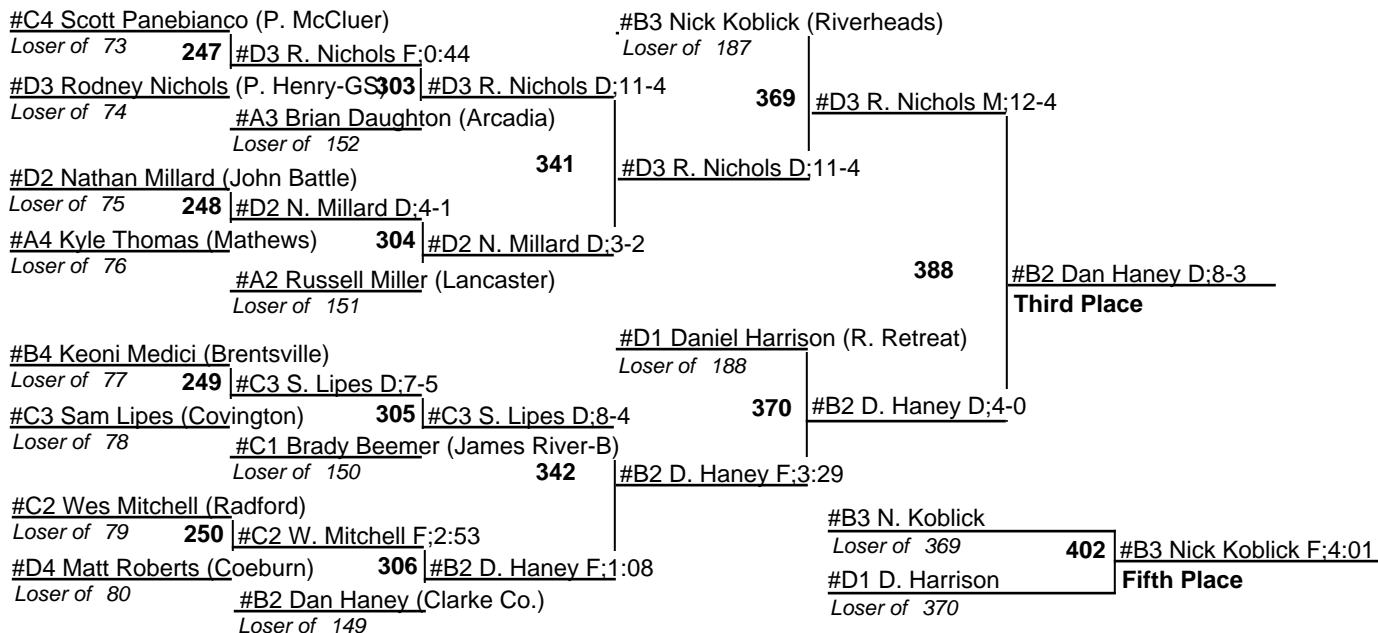 #C4 Scott Panebianco (P. McCluer)
Loser of 73
247
#D3 R. Nichols F;0:44
#D3 Rodney Nichols (P. Henry-GS)
Loser of 74
303
#D3 R. Nichols D;11-4
#A3 Brian Daughton (Arcadia)
Loser of 152
#D2 Nathan Millard (John Battle)
Loser of 75
248
#D2 N. Millard D;4-1
#A4 Kyle Thomas (Mathews)
Loser of 76
304
#D2 N. Millard D;3-2
#A2 Russell Miller (Lancaster)
Loser of 151
341
#D3 R. Nichols D;11-4
#B3 Nick Koblick (Riverheads)
Loser of 187
369
#D3 R. Nichols M;12-4
#B4 Keoni Medici (Brentsville)
Loser of 77
249
#C3 S. Lipes D;7-5
#C3 Sam Lipes (Covington)
Loser of 78
305
#C3 S. Lipes D;8-4
#C1 Brady Beemer (James River-B)
Loser of 150
#C2 Wes Mitchell (Radford)
Loser of 79
250
#C2 W. Mitchell F;2:53
#D4 Matt Roberts (Coeburn)
Loser of 80
306
#B2 D. Haney F;1:08
#B2 Dan Haney (Clarke Co.)
Loser of 149
342
#B2 D. Haney F;3:29
#D1 Daniel Harrison (R. Retreat)
Loser of 188
370
#B2 D. Haney D;4-0
388
#B2 Dan Haney D;8-3
Third Place
#B3 N. Koblick
Loser of 369
402
#B3 Nick Koblick F;4:01
#D1 D. Harrison
Fifth Place
Loser of 370